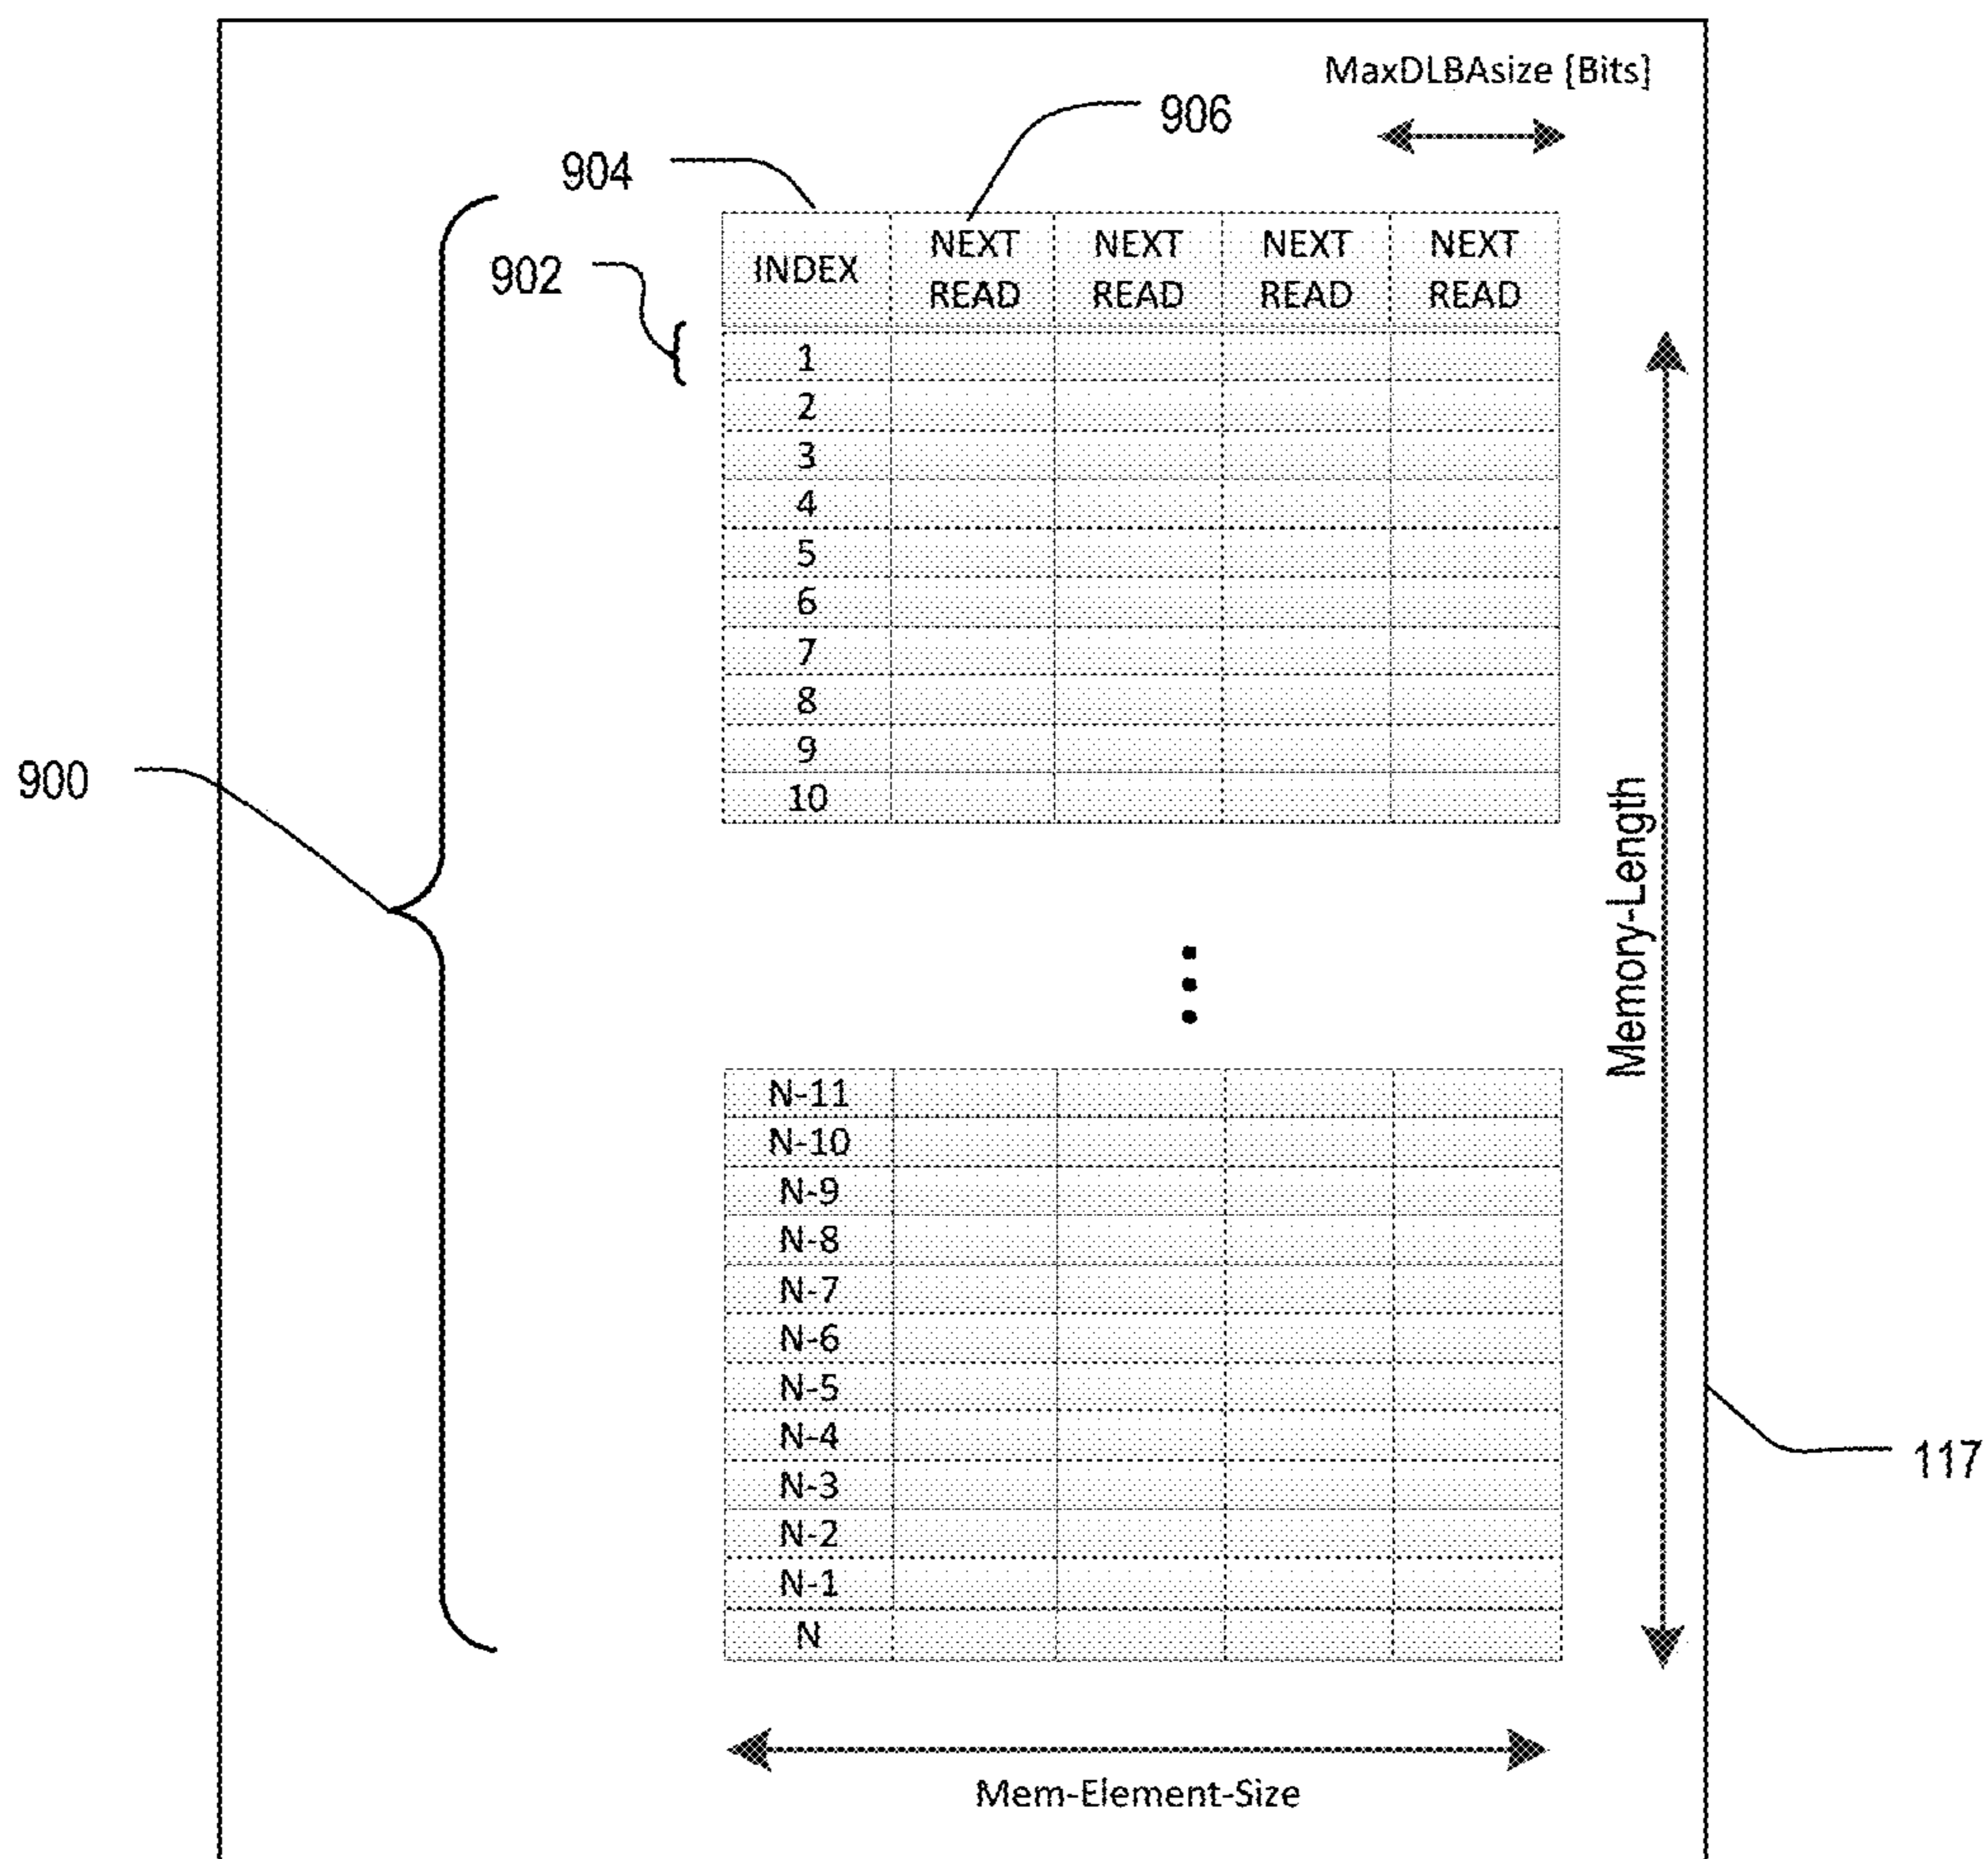 MaxDLBAsize [Bits]
906
904
902
INDEX NEXT READ NEXT READ NEXT READ NEXT READ
1
2
3
4
5
6
7
8
9
10
900
Memory-Length
N-11
N-10
N-9
N-8
N-7
N-6
N-5
N-4
N-3
N-2
N-1
N
117
Mem-Element-Size